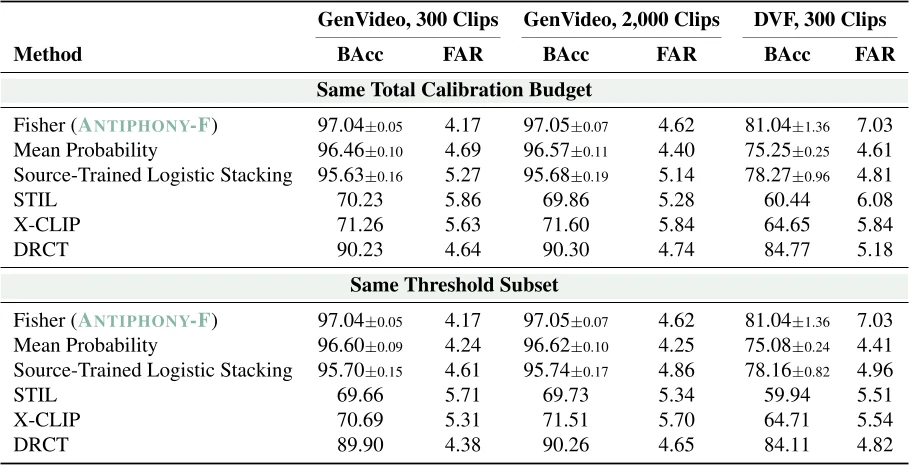 GenVideo, 300 Clips GenVideo, 2,000 Clips DVF, 300 Clips
Method BAcc FAR BAcc FAR BAcc FAR
Same Total Calibration Budget
Fisher (ANTIPHONY-F) 97.04±0.05 4.17 97.05±0.07 4.62 81.04±1.36 7.03
Mean Probability 96.46±0.10 4.69 96.57±0.11 4.40 75.25±0.25 4.61
Source-Trained Logistic Stacking 95.63±0.16 5.27 95.68±0.19 5.14 78.27±0.96 4.81
STIL 70.23 5.86 69.86 5.28 60.44 6.08
X-CLIP 71.26 5.63 71.60 5.84 64.65 5.84
DRCT 90.23 4.64 90.30 4.74 84.77 5.18
Same Threshold Subset
Fisher (ANTIPHONY-F) 97.04±0.05 4.17 97.05±0.07 4.62 81.04±1.36 7.03
Mean Probability 96.60±0.09 4.24 96.62±0.10 4.25 75.08±0.24 4.41
Source-Trained Logistic Stacking 95.70±0.15 4.61 95.74±0.17 4.86 78.16±0.82 4.96
STIL 69.66 5.71 69.73 5.34 59.94 5.51
X-CLIP 70.69 5.31 71.51 5.70 64.71 5.54
DRCT 89.90 4.38 90.26 4.65 84.11 4.82